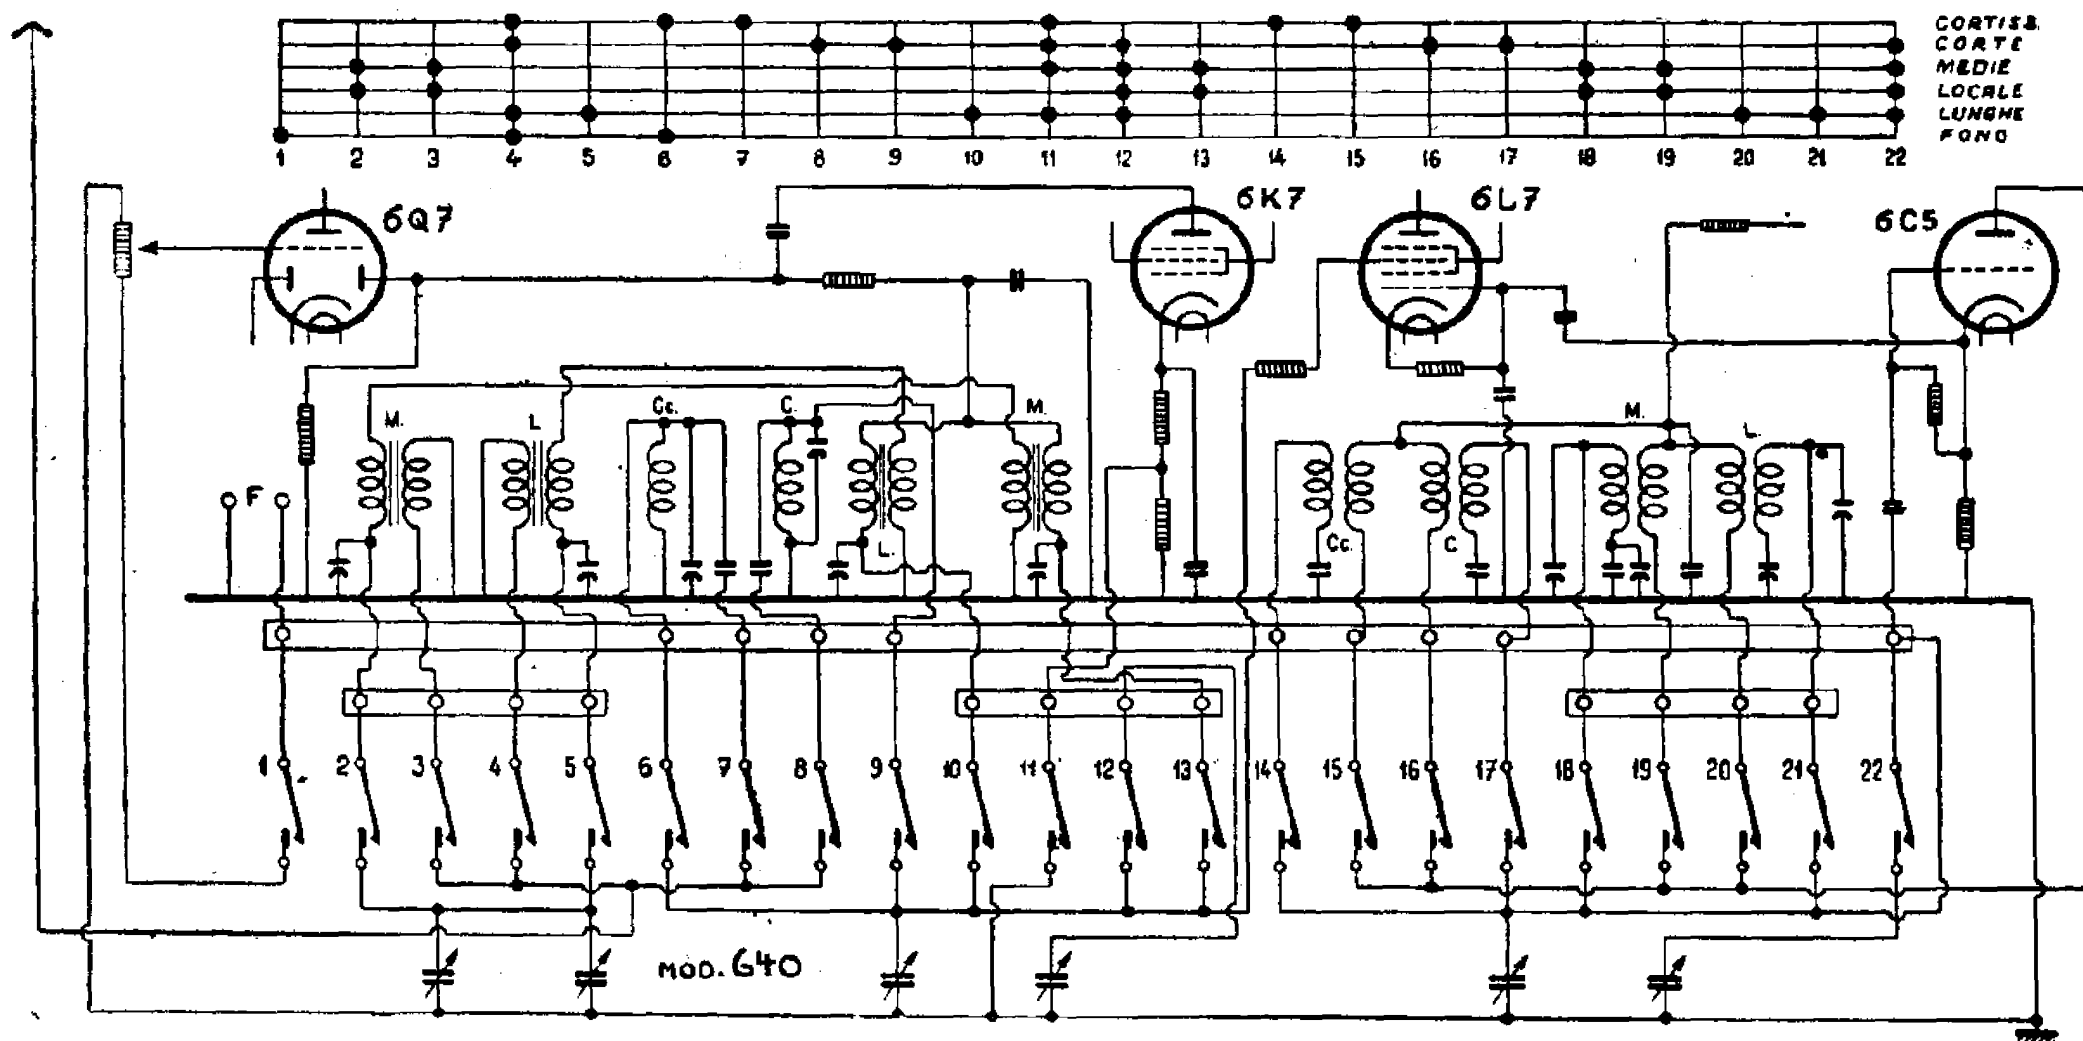 CORTISS.
CORTE
MEDIE
LOCALE
LUNGHE
FONO
1 2 3 4 5 6 7 8 9 10 11 12 13 14 15 16 17 18 19 20 21 22
6Q7 6K7 6L7 6C5
M. L Cc. C. M. M. L.
F
L. Cc. C
1 2 3 4 5 6 7 8 9 10 11 12 13 14 15 16 17 18 19 20 21 22
MOD. 640